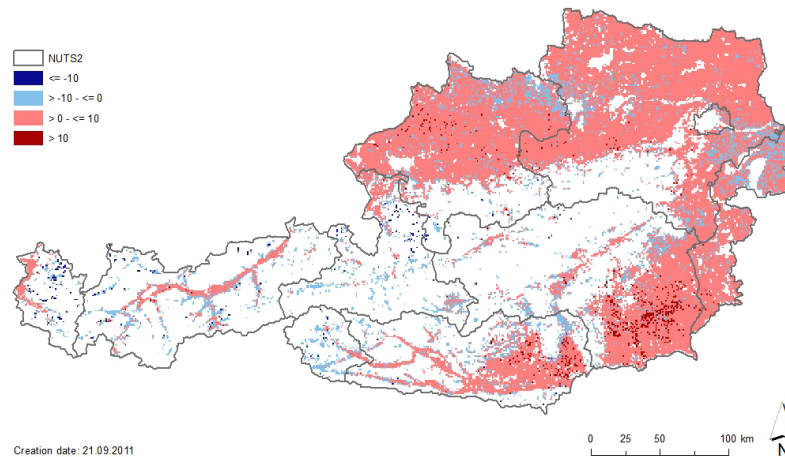 NUTS2
<= -10
> -10 - <= 0
> 0 - <= 10
> 10
Creation date: 21.09.2011
0 25 50 100 km
N